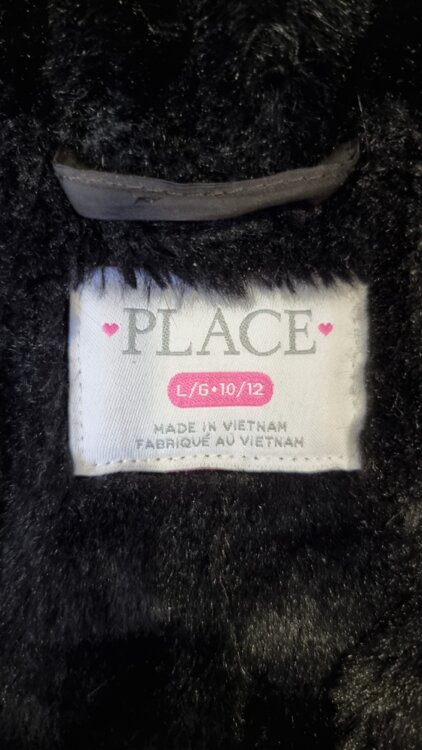 PLACE
L/G•10/12
MADE IN VIETNAM
FABRIQUÉ AU VIETNAM